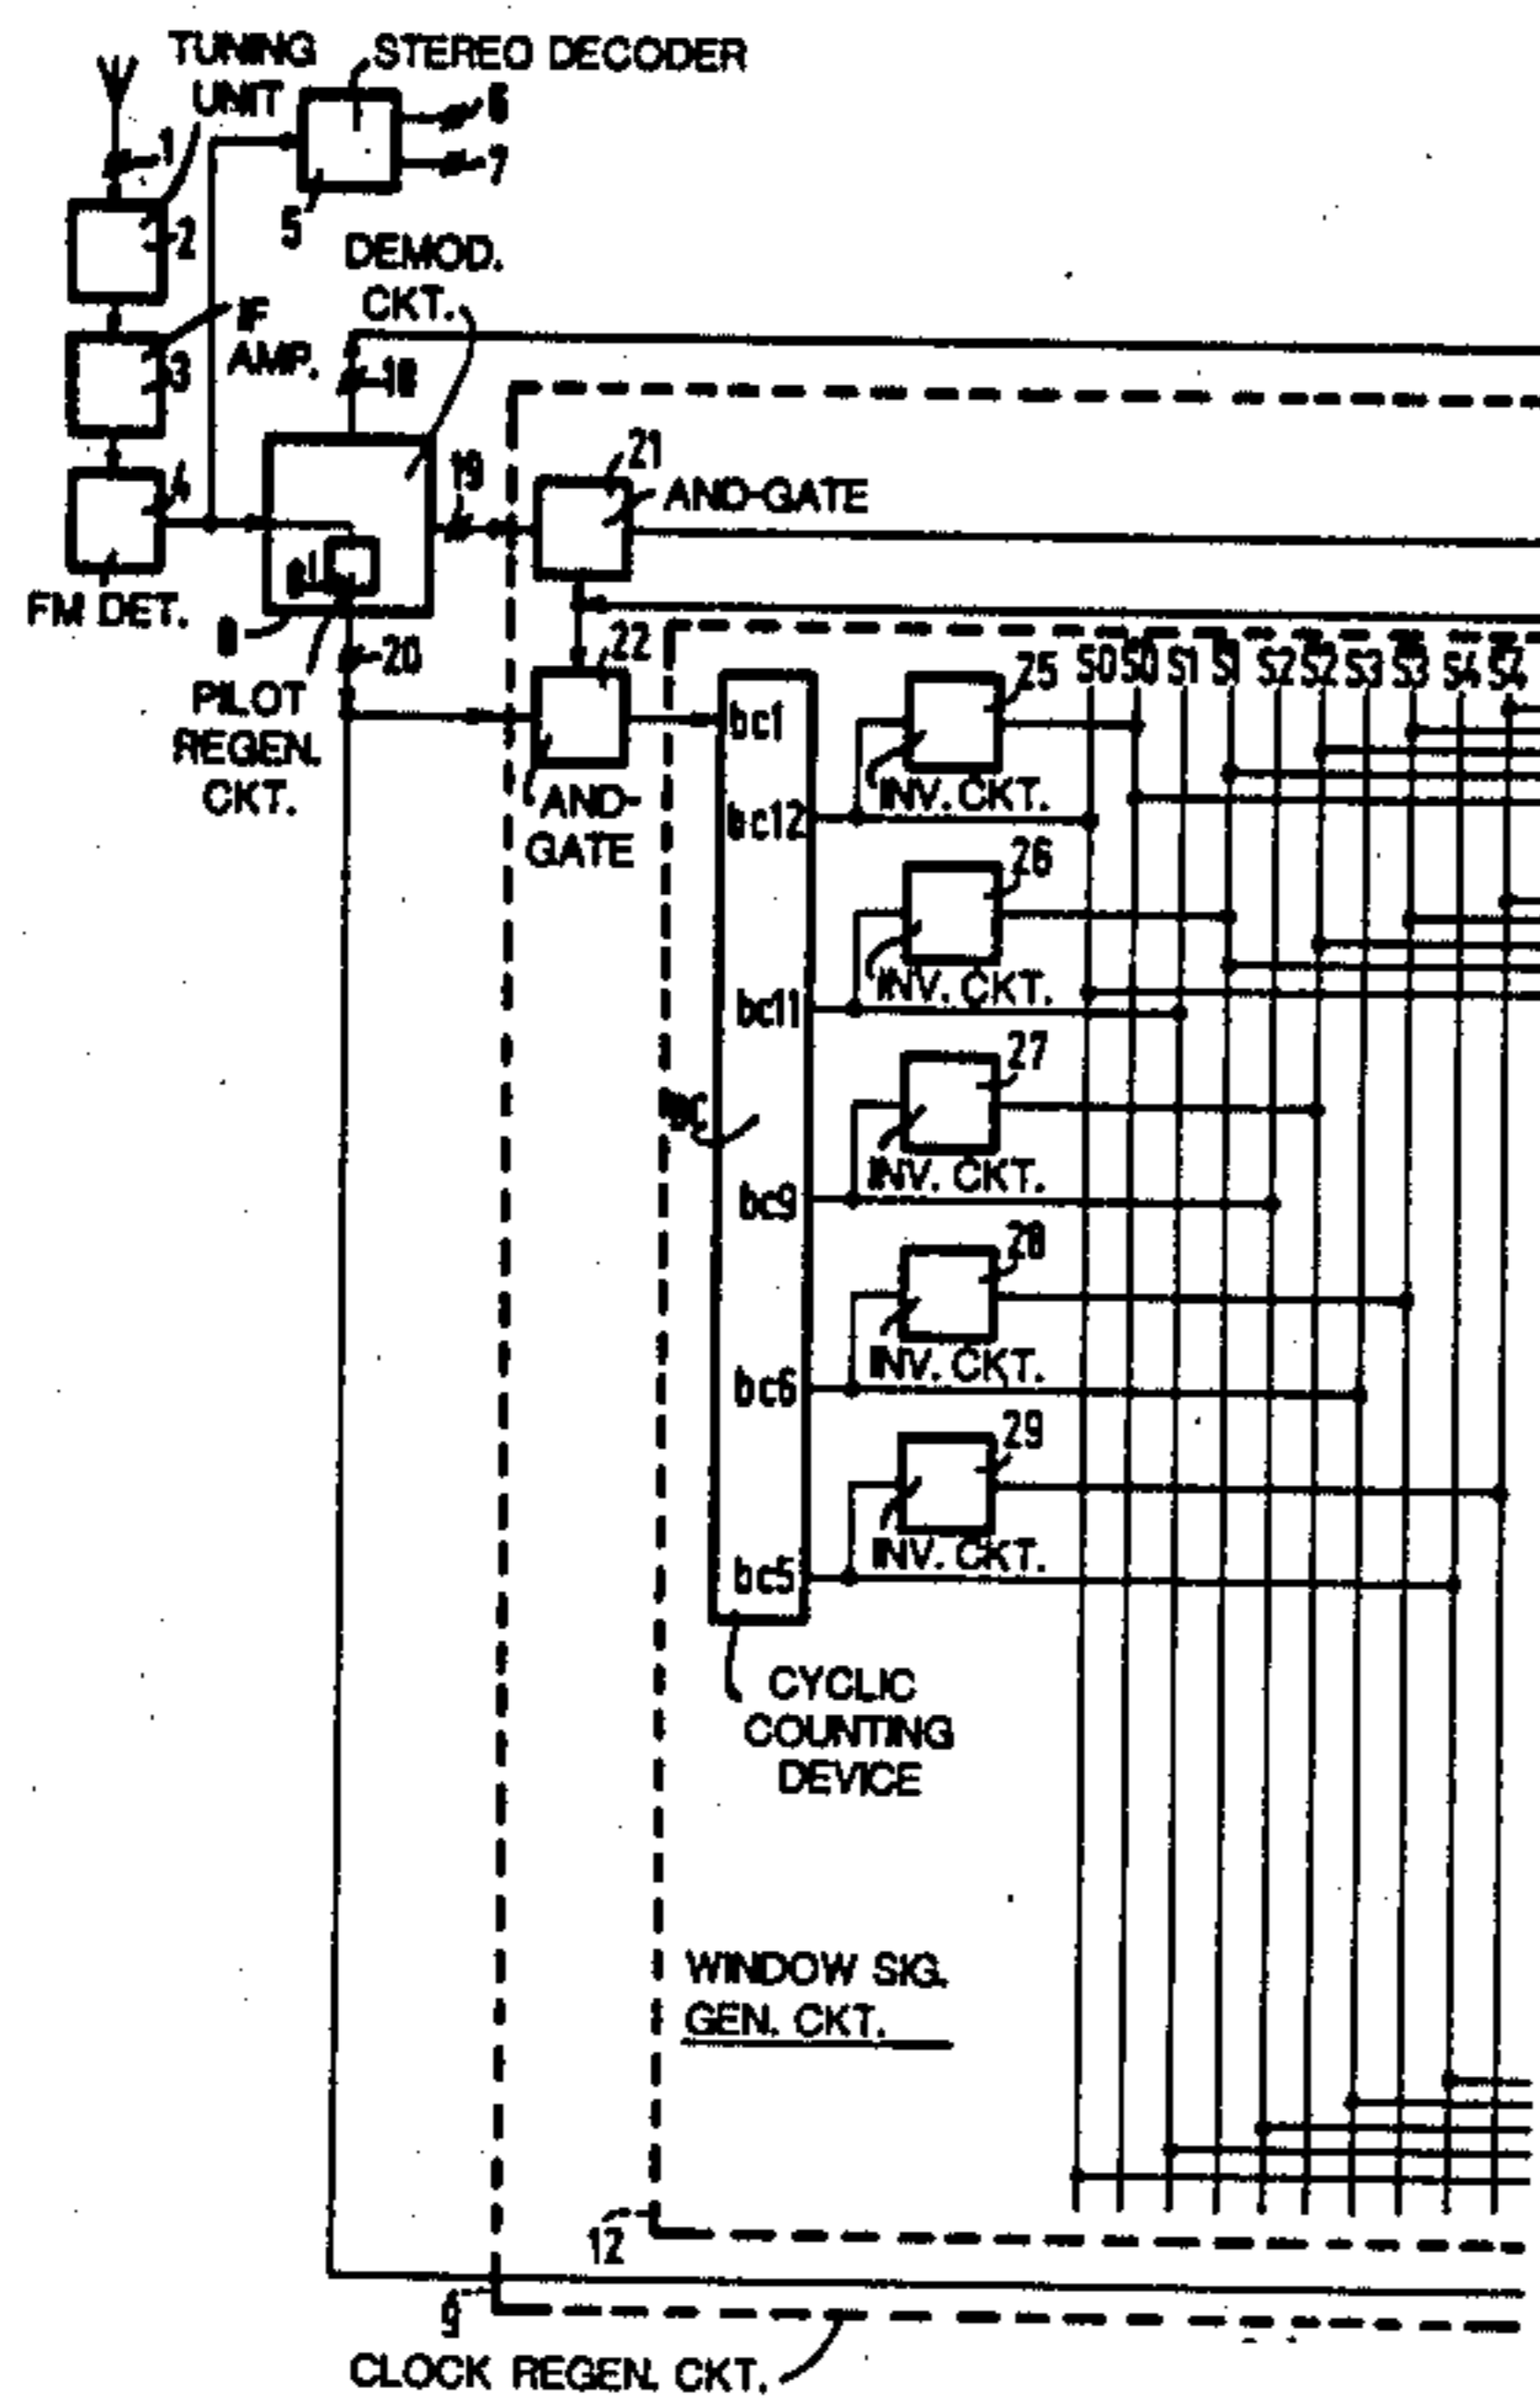 TUNING
UNIT
STEREO DECODER
1
6
7
2
5
DEMOD.
CKT.
IF
AMP.
3
18
4
19
21
AND-GATE
FM DET.
20
22
PILOT
REGEN.
CKT.
AND-
GATE
S0 S0 S1 S1 S2 S2 S3 S3 S4 S4
bc1
25
INV. CKT.
bc12
26
INV. CKT.
bc11
27
INV. CKT.
bc9
28
INV. CKT.
bc6
29
INV. CKT.
bc5
CYCLIC
COUNTING
DEVICE
WINDOW SIG.
GEN. CKT.
12
9
CLOCK REGEN. CKT.